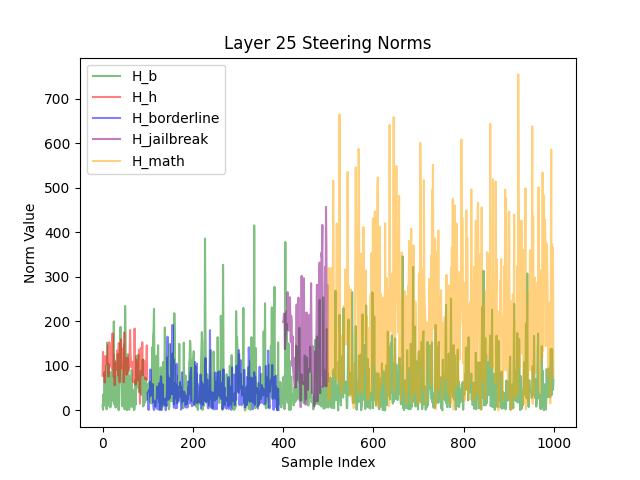 Layer 25 Steering Norms
H_b
H_h
H_borderline
H_jailbreak
H_math
Norm Value
700
600
500
400
300
200
100
0
0 200 400 600 800 1000
Sample Index